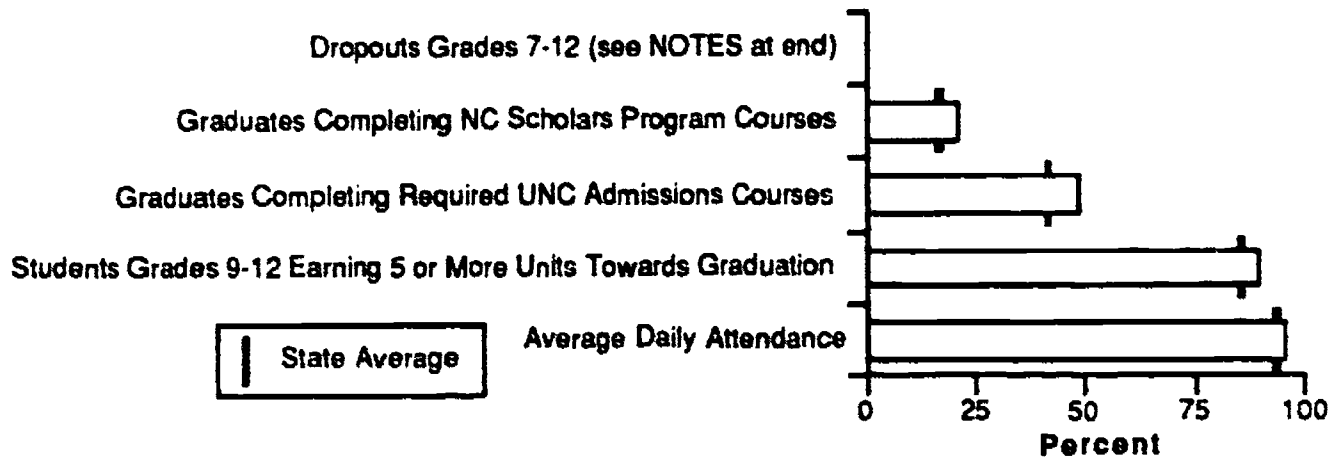 Dropouts Grades 7-12 (see NOTES at end)
Graduates Completing NC Scholars Program Courses
Graduates Completing Required UNC Admissions Courses
Students Grades 9-12 Earning 5 or More Units Towards Graduation
Average Daily Attendance
State Average
0 25 50 75 100
Percent